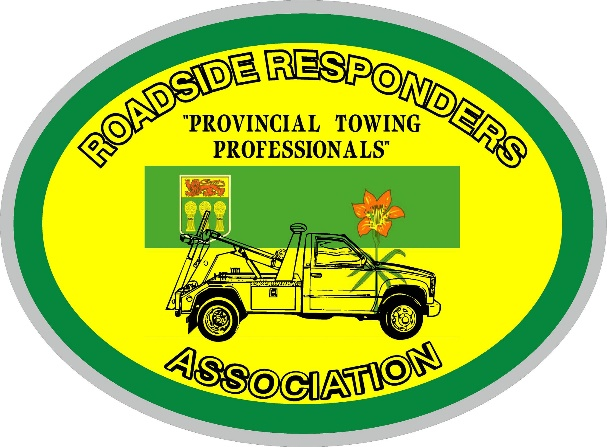 ROADSIDE RESPONDERS
"PROVINCIAL TOWING
PROFESSIONALS"
ASSOCIATION